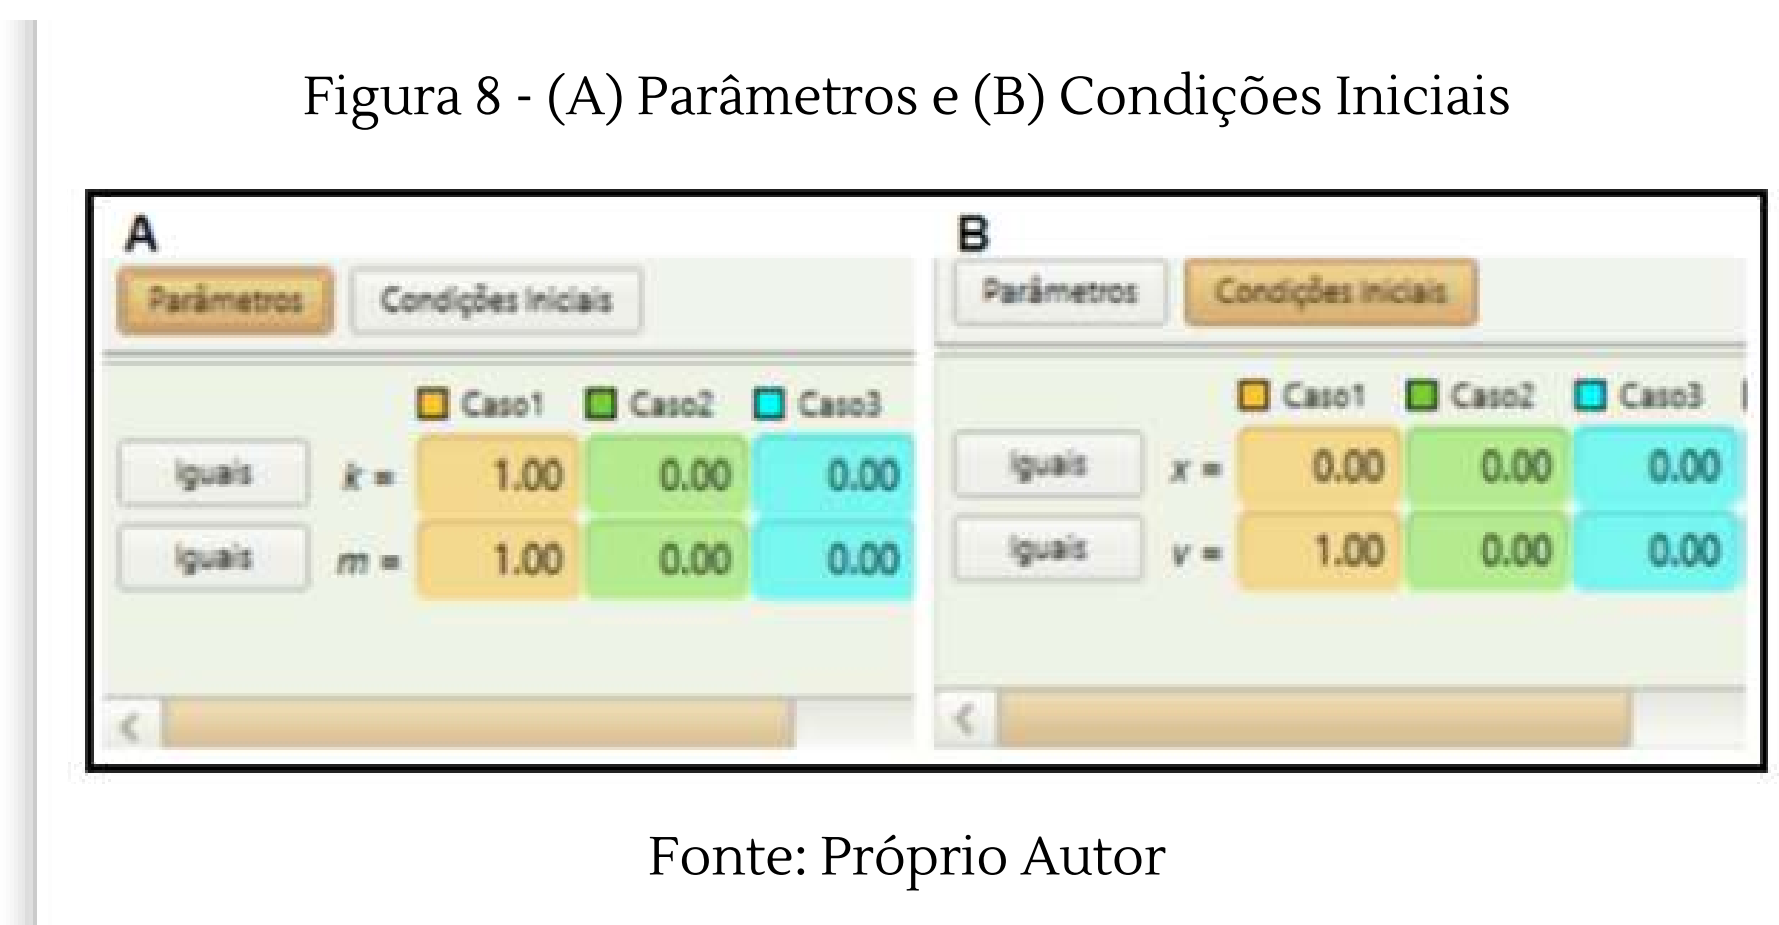 Figura 8 - (A) Parâmetros e (B) Condições Iniciais
A
Parâmetros Condições Iniciais
Caso1 Caso2 Caso3
Iguais k = 1.00 0.00 0.00
Iguais m = 1.00 0.00 0.00
B
Parâmetros Condições Iniciais
Caso1 Caso2 Caso3
Iguais x = 0.00 0.00 0.00
Iguais v = 1.00 0.00 0.00
Fonte: Próprio Autor